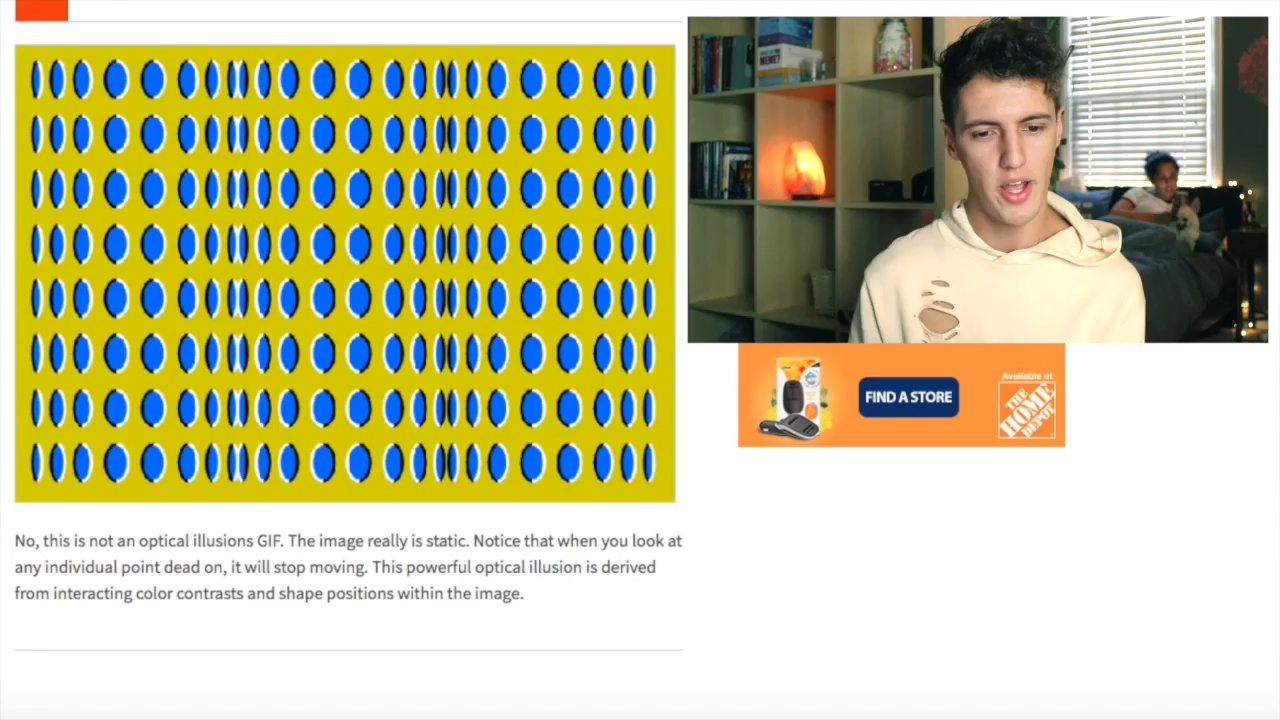 No, this is not an optical illusions GIF. The image really is static. Notice that when you look at
any individual point dead on, it will stop moving. This powerful optical illusion is derived
from interacting color contrasts and shape positions within the image.
FIND A STORE
Available at
THE
HOME
DEPOT